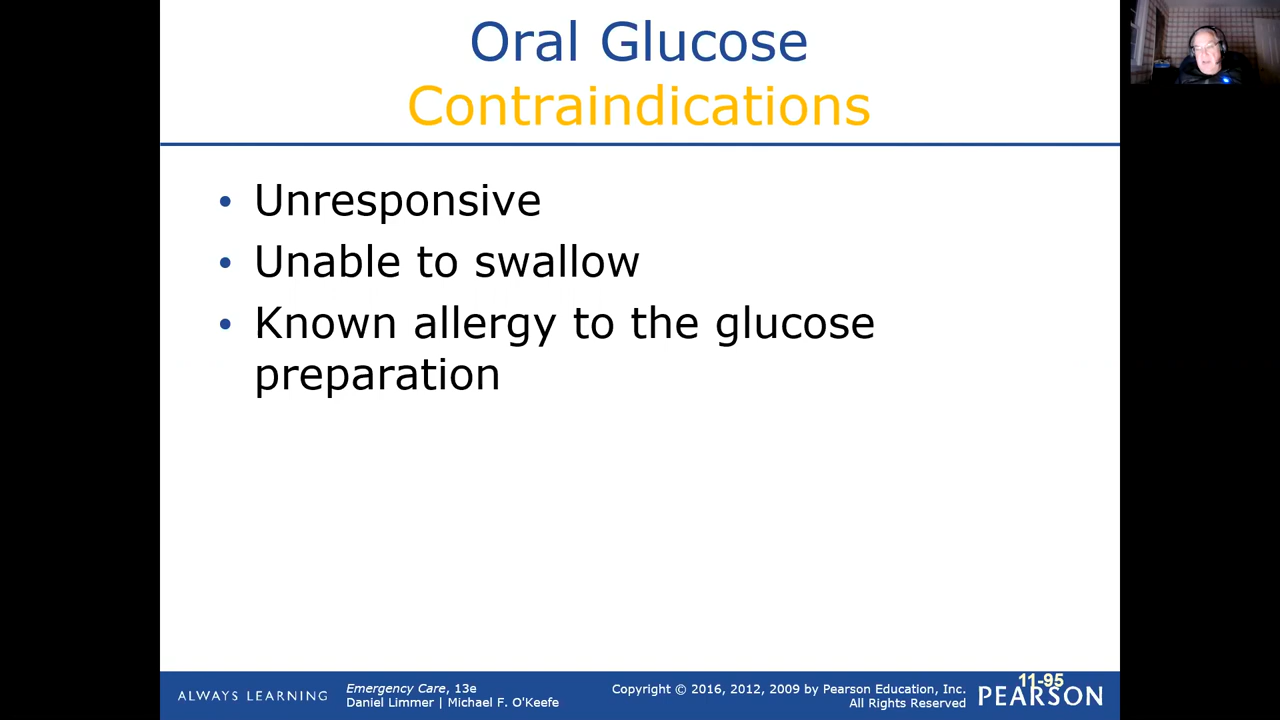 Oral Glucose
Contraindications
• Unresponsive
• Unable to swallow
• Known allergy to the glucose
preparation
ALWAYS LEARNING
Emergency Care, 13e
Daniel Limmer | Michael F. O'Keefe
Copyright © 2016, 2012, 2009 by Pearson Education, Inc.
All Rights Reserved
11-95
PEARSON